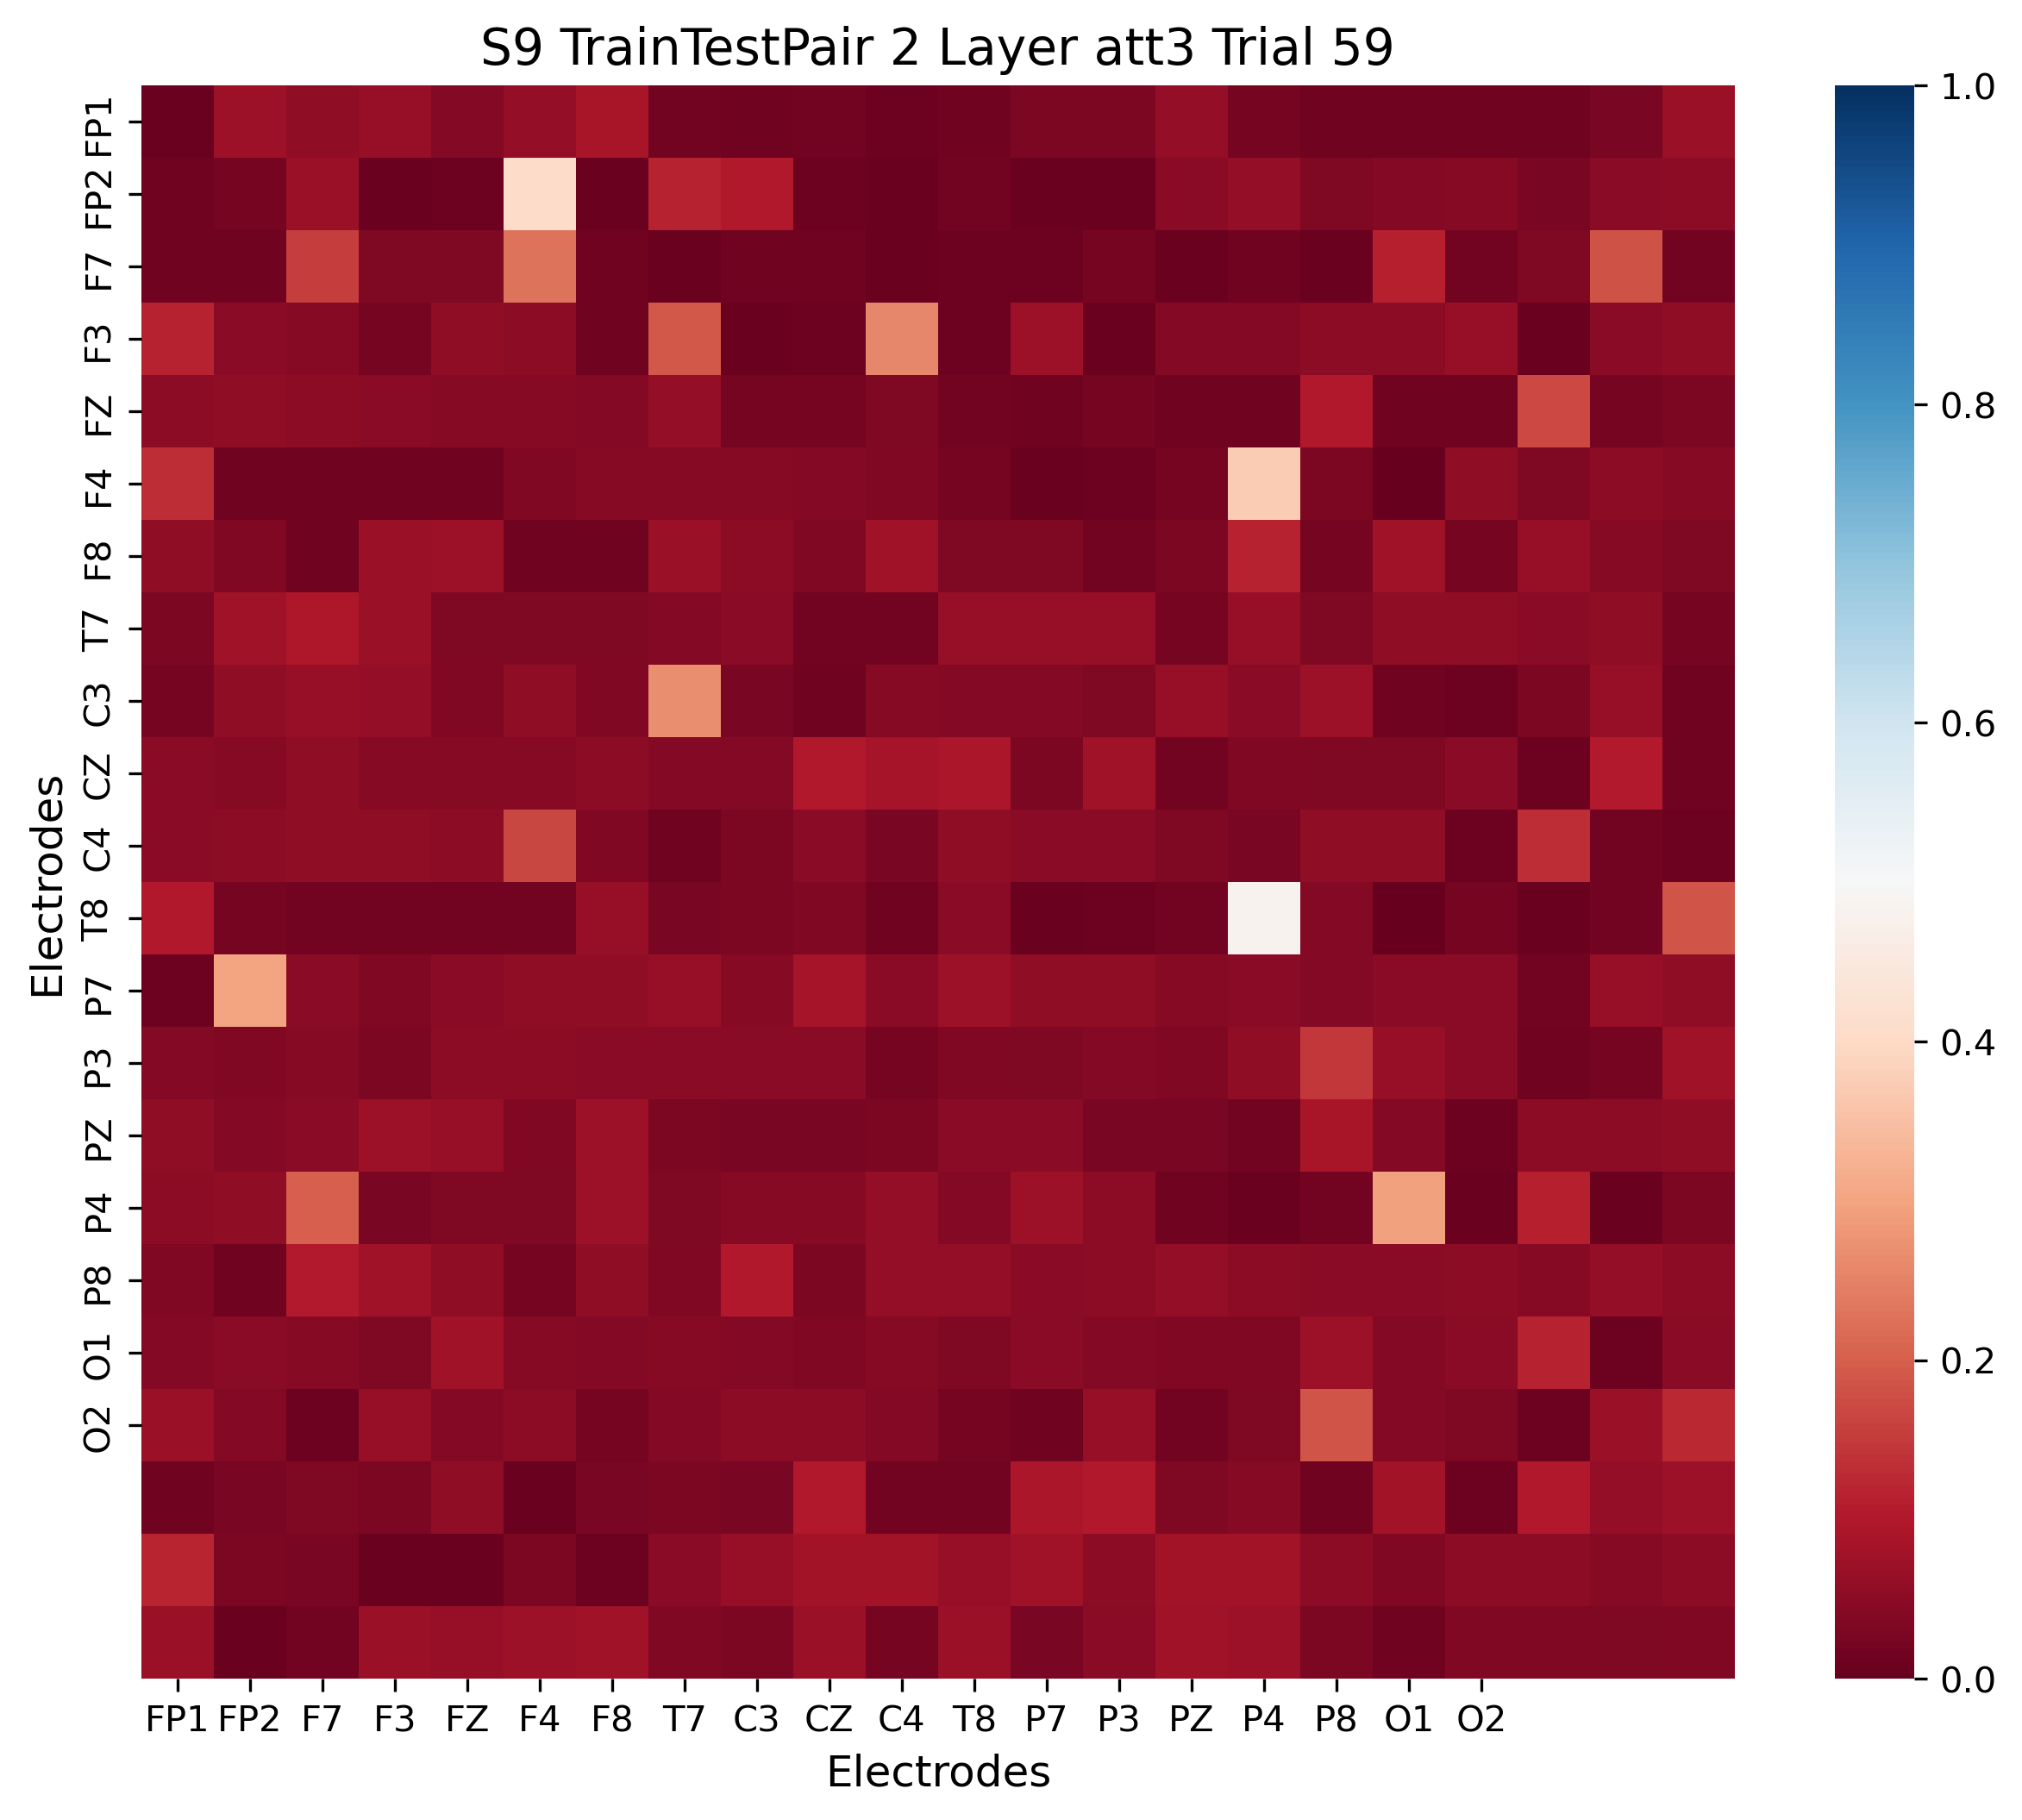 S9 TrainTestPair 2 Layer att3 Trial 59
Electrodes
FP1
FP2
F7
F3
FZ
F4
F8
T7
C3
CZ
C4
T8
P7
P3
PZ
P4
P8
O1
O2
FP1 FP2 F7 F3 FZ F4 F8 T7 C3 CZ C4 T8 P7 P3 PZ P4 P8 O1 O2
Electrodes
1.0
0.8
0.6
0.4
0.2
0.0